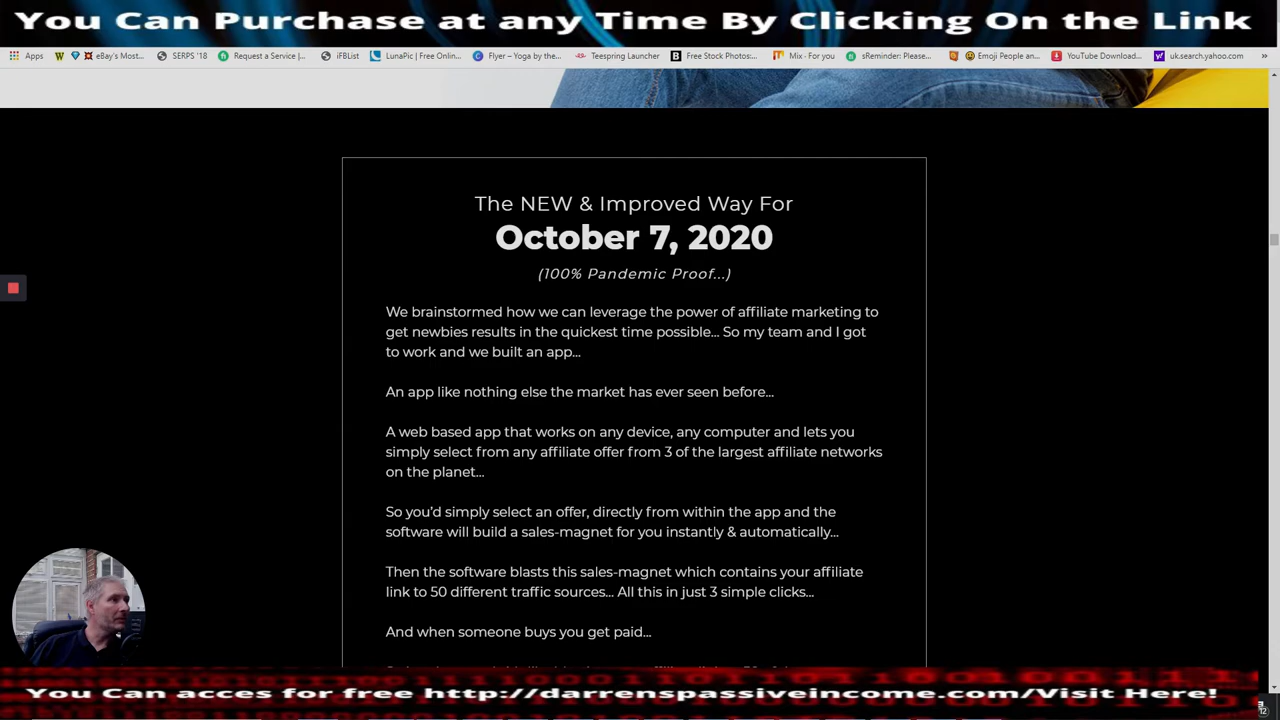 You Can Purchase at any Time By Clicking On the Link
Apps eBay's Most... SERPS '18 Request a Service |... iFBList LunaPic | Free Onlin... Flyer – Yoga by the... Teespring Launcher Free Stock Photos:... Mix - For you sReminder: Please... Emoji People an... YouTube Download... uk.search.yahoo.com »
The NEW & Improved Way For
October 7, 2020
(100% Pandemic Proof...)
We brainstormed how we can leverage the power of affiliate marketing to
get newbies results in the quickest time possible... So my team and I got
to work and we built an app...
An app like nothing else the market has ever seen before...
A web based app that works on any device, any computer and lets you
simply select from any affiliate offer from 3 of the largest affiliate networks
on the planet...
So you'd simply select an offer, directly from within the app and the
software will build a sales-magnet for you instantly & automatically...
Then the software blasts this sales-magnet which contains your affiliate
link to 50 different traffic sources... All this in just 3 simple clicks...
And when someone buys you get paid...
You Can acces for free http://darrenspassiveincome.com/Visit Here!